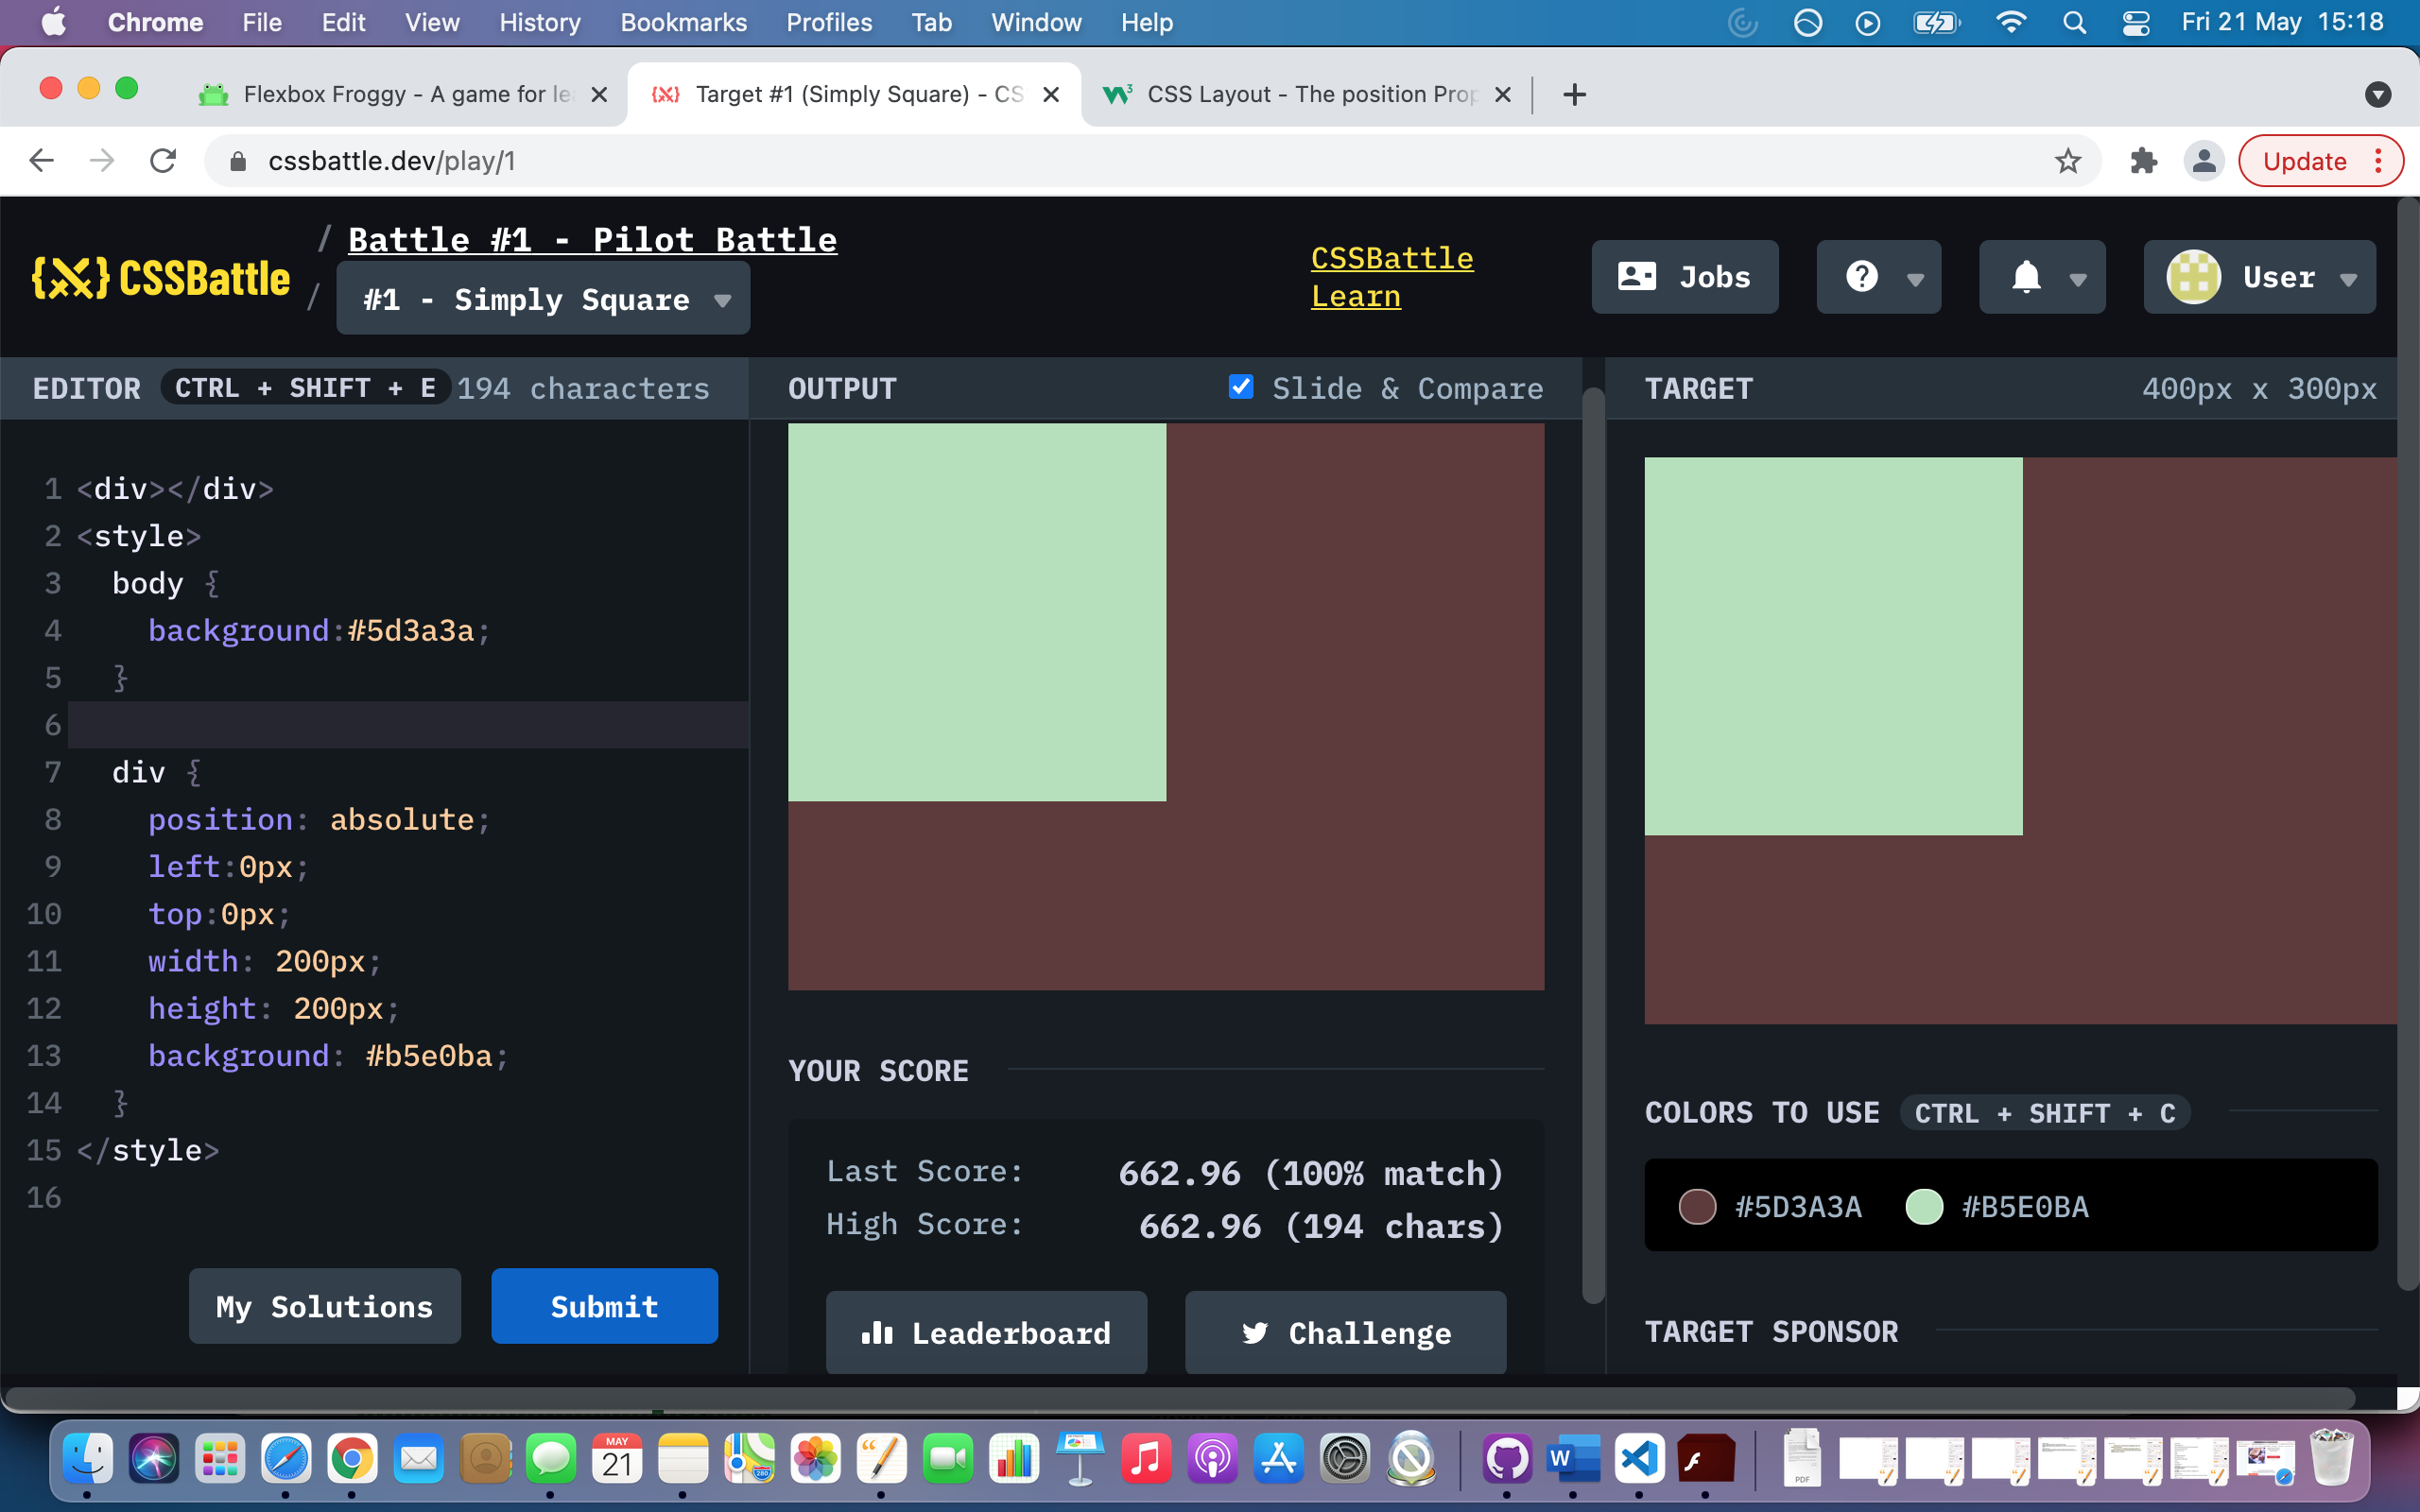 Chrome File Edit View History Bookmarks Profiles Tab Window Help Fri 21 May 15:18
Flexbox Froggy - A game for le
Target #1 (Simply Square) - CS
CSS Layout - The position Prop
cssbattle.dev/play/1
Update
{X} CSSBattle
/ Battle #1 - Pilot Battle
/ #1 - Simply Square
CSSBattle
Learn
Jobs
User
EDITOR CTRL + SHIFT + E 194 characters
1 <div></div>
2 <style>
3 body {
4 background:#5d3a3a;
5 }
6
7 div {
8 position: absolute;
9 left:0px;
10 top:0px;
11 width: 200px;
12 height: 200px;
13 background: #b5e0ba;
14 }
15 </style>
16
My Solutions
Submit
OUTPUT
Slide & Compare
YOUR SCORE
Last Score: 662.96 (100% match)
High Score: 662.96 (194 chars)
Leaderboard
Challenge
TARGET
400px x 300px
COLORS TO USE CTRL + SHIFT + C
#5D3A3A #B5E0BA
TARGET SPONSOR
MAY
21
280
W
PDF